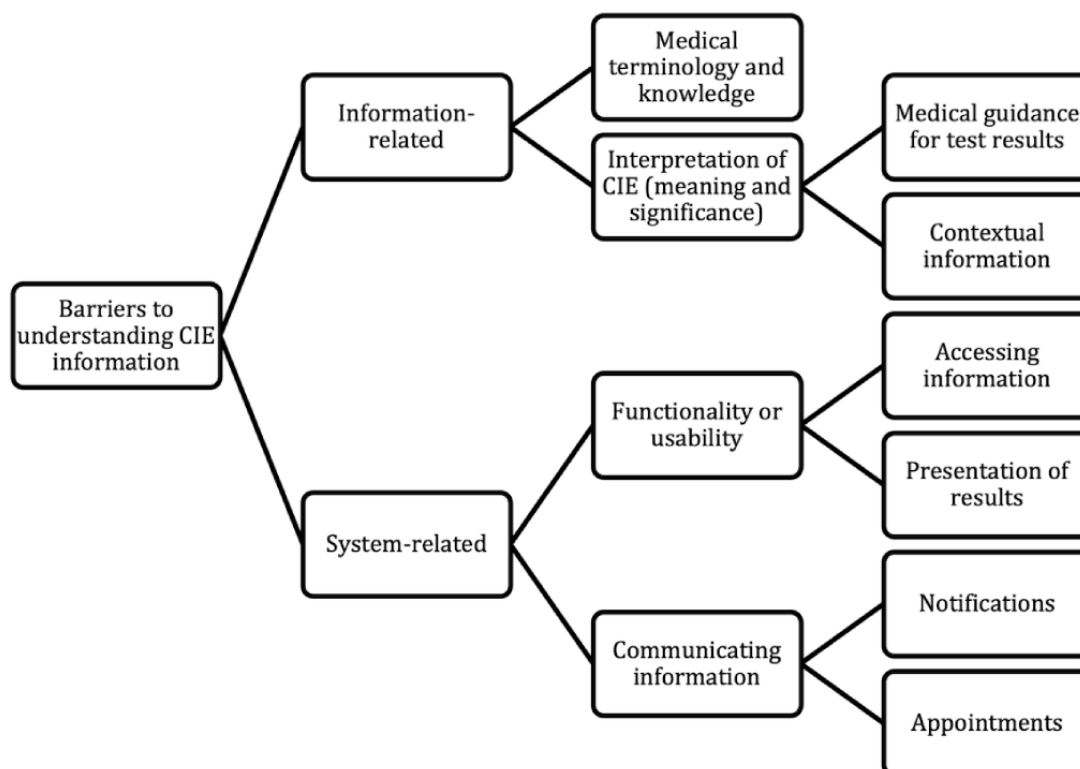 Barriers to
understanding CIE
information
Information-
related
Medical
terminology and
knowledge
Interpretation of
CIE (meaning and
significance)
Medical guidance
for test results
Contextual
information
System-related
Functionality or
usability
Accessing
information
Presentation of
results
Communicating
information
Notifications
Appointments